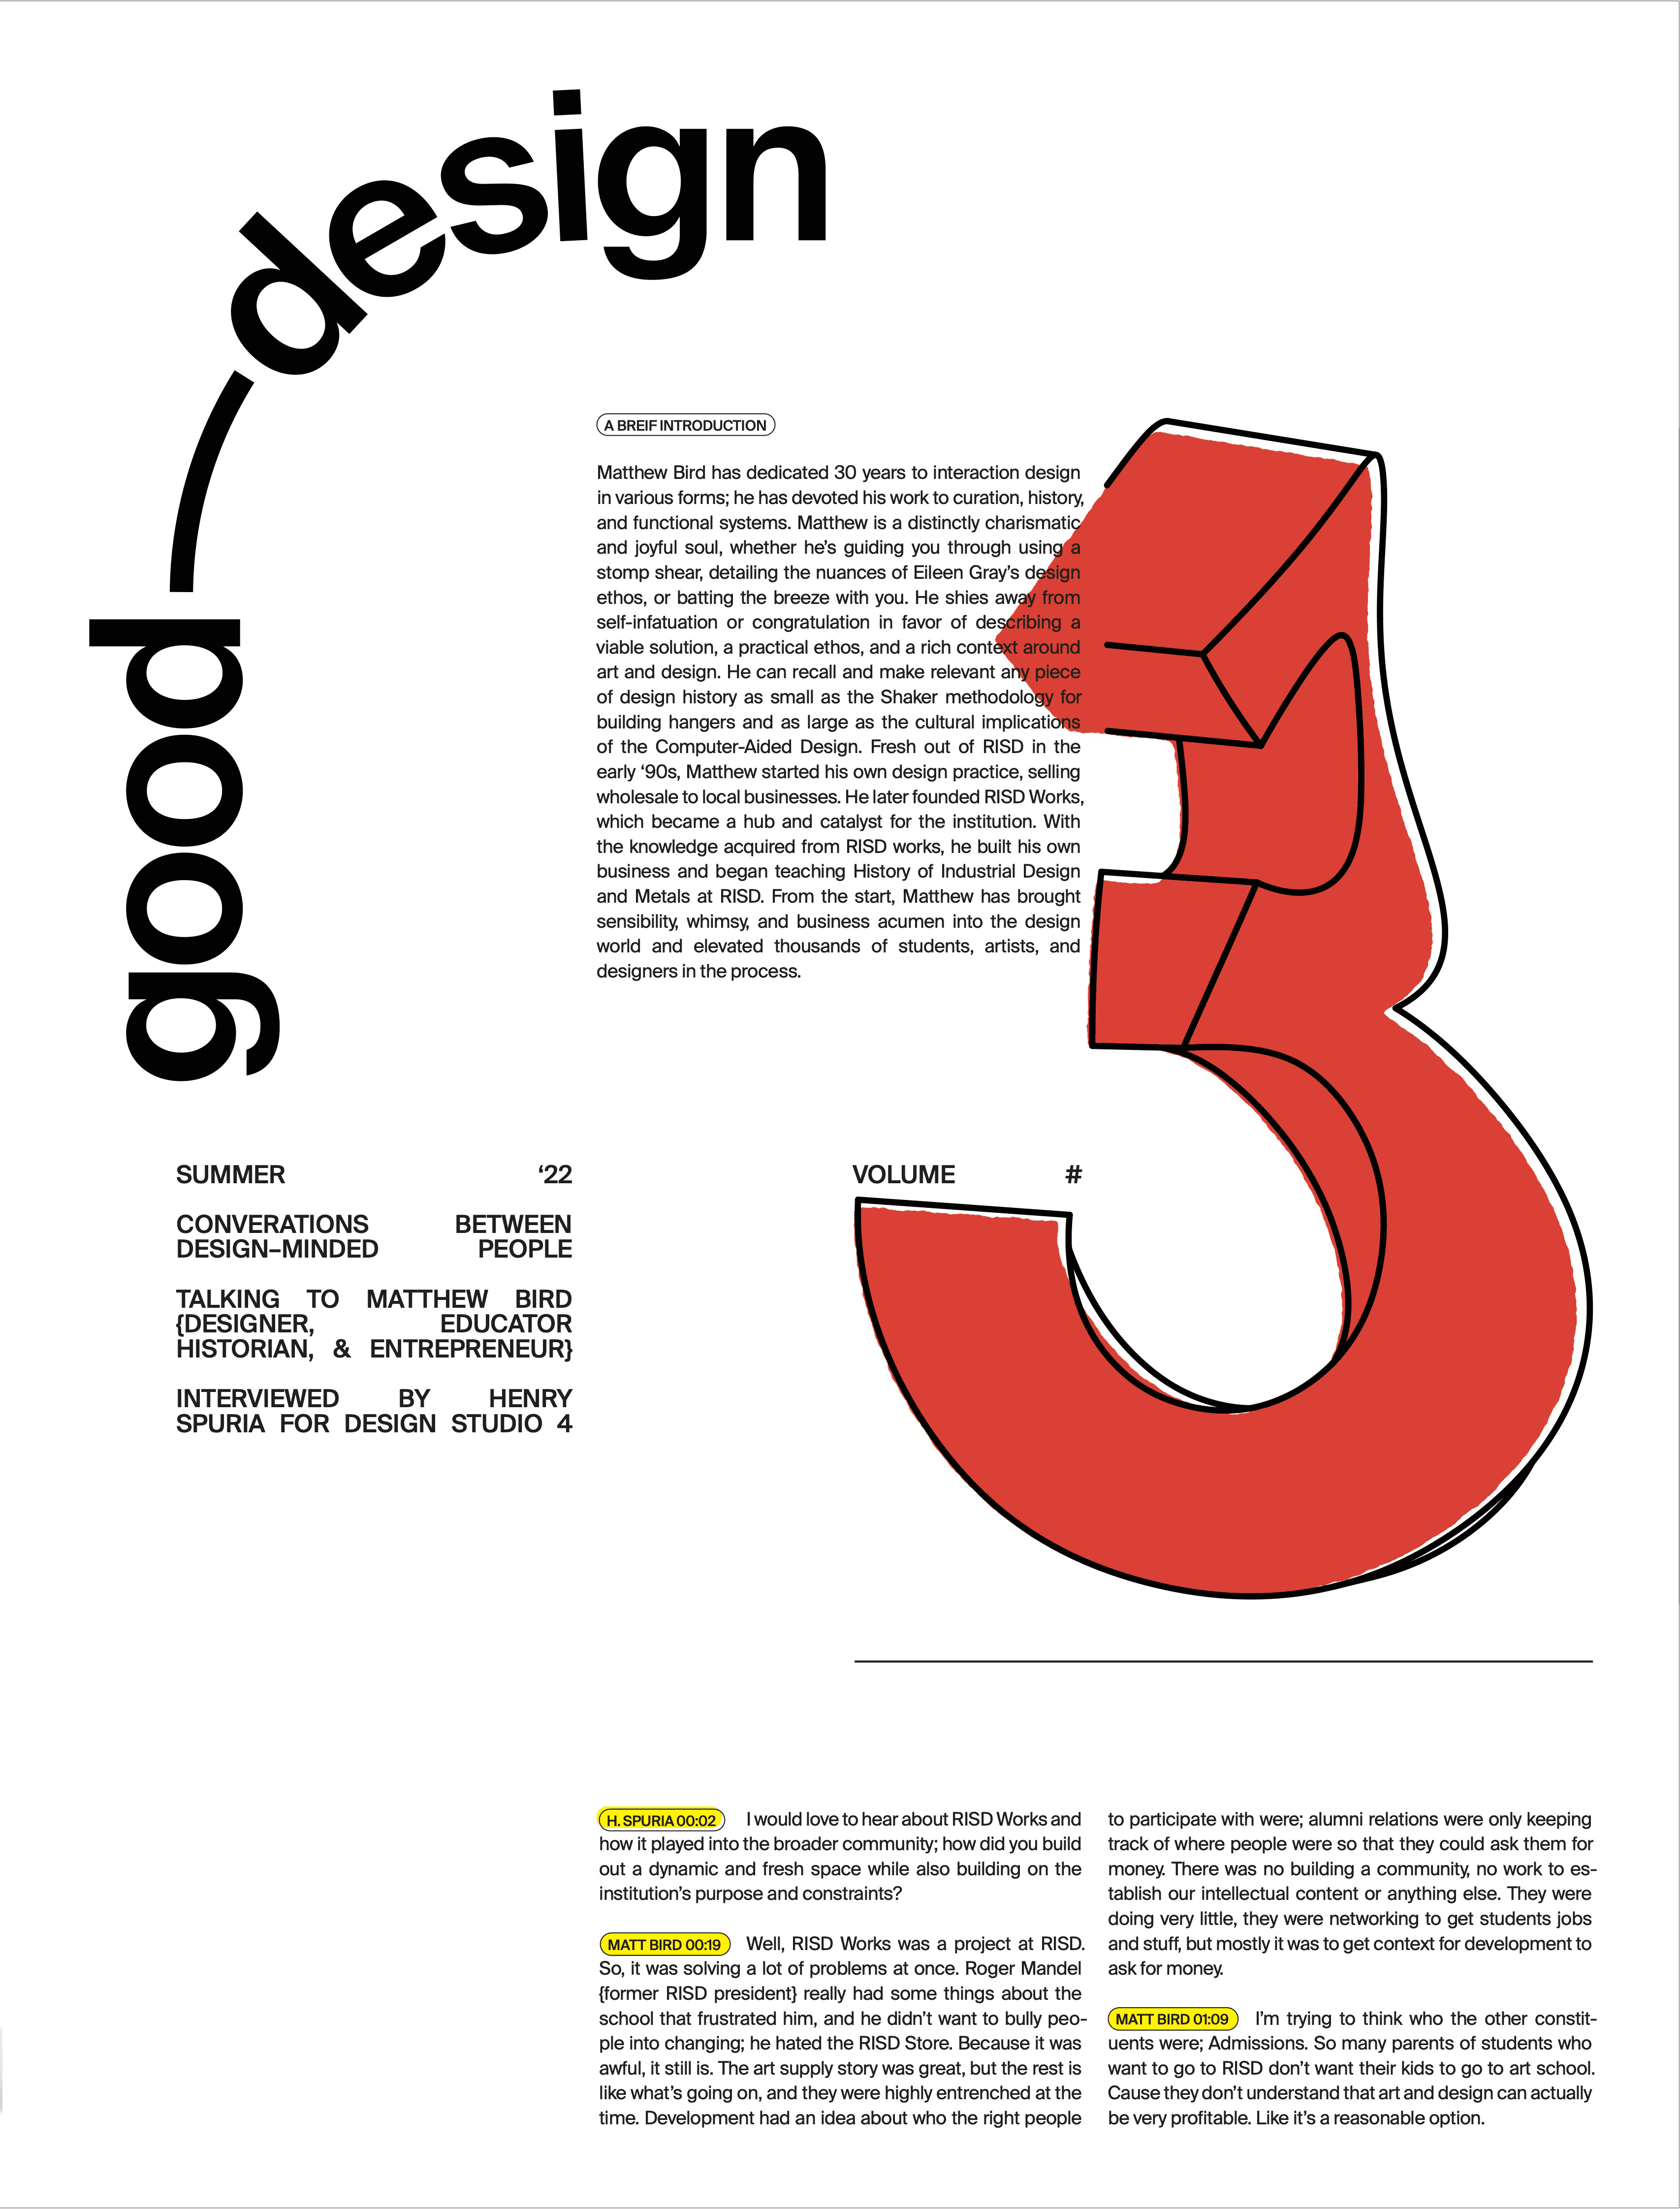 good — design
A BREIF INTRODUCTION
Matthew Bird has dedicated 30 years to interaction design
in various forms; he has devoted his work to curation, history,
and functional systems. Matthew is a distinctly charismatic
and joyful soul, whether he’s guiding you through using a
stomp shear, detailing the nuances of Eileen Gray’s design
ethos, or batting the breeze with you. He shies away from
self-infatuation or congratulation in favor of describing a
viable solution, a practical ethos, and a rich context around
art and design. He can recall and make relevant any piece
of design history as small as the Shaker methodology for
building hangers and as large as the cultural implications
of the Computer-Aided Design. Fresh out of RISD in the
early ‘90s, Matthew started his own design practice, selling
wholesale to local businesses. He later founded RISD Works,
which became a hub and catalyst for the institution. With
the knowledge acquired from RISD works, he built his own
business and began teaching History of Industrial Design
and Metals at RISD. From the start, Matthew has brought
sensibility, whimsy, and business acumen into the design
world and elevated thousands of students, artists, and
designers in the process.
SUMMER ‘22
CONVERATIONS BETWEEN
DESIGN–MINDED PEOPLE
TALKING TO MATTHEW BIRD
{DESIGNER, EDUCATOR
HISTORIAN, & ENTREPRENEUR}
INTERVIEWED BY HENRY
SPURIA FOR DESIGN STUDIO 4
VOLUME #
3
H. SPURIA 00:02 I would love to hear about RISD Works and
how it played into the broader community; how did you build
out a dynamic and fresh space while also building on the
institution’s purpose and constraints?
MATT BIRD 00:19 Well, RISD Works was a project at RISD.
So, it was solving a lot of problems at once. Roger Mandel
{former RISD president} really had some things about the
school that frustrated him, and he didn’t want to bully peo-
ple into changing; he hated the RISD Store. Because it was
awful, it still is. The art supply story was great, but the rest is
like what’s going on, and they were highly entrenched at the
time. Development had an idea about who the right people
to participate with were; alumni relations were only keeping
track of where people were so that they could ask them for
money. There was no building a community, no work to es-
tablish our intellectual content or anything else. They were
doing very little, they were networking to get students jobs
and stuff, but mostly it was to get context for development to
ask for money.
MATT BIRD 01:09 I’m trying to think who the other constit-
uents were; Admissions. So many parents of students who
want to go to RISD don’t want their kids to go to art school.
Cause they don’t understand that art and design can actually
be very profitable. Like it’s a reasonable option.